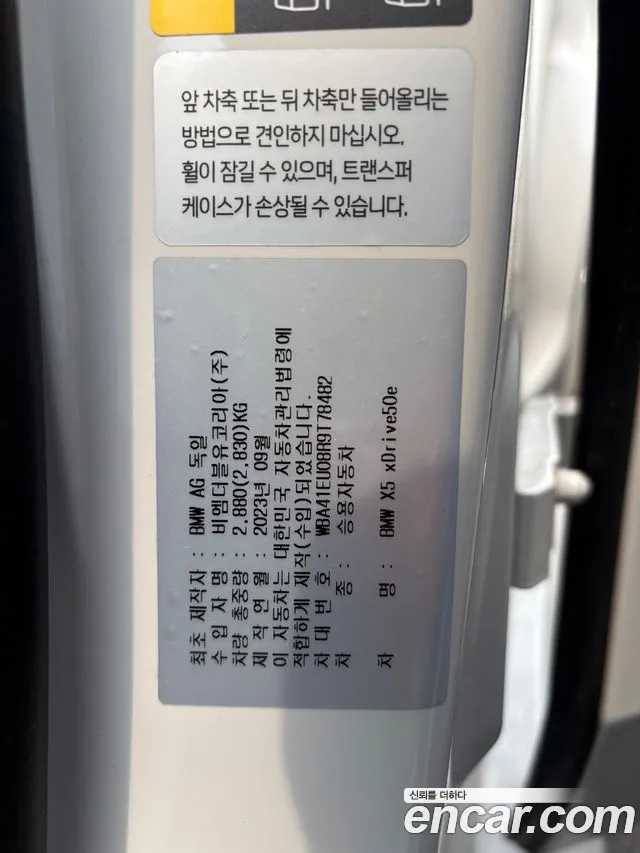 앞 차축 또는 뒤 차축만 들어올리는
방법으로 견인하지 마십시오.
휠이 잠길 수 있으며, 트랜스퍼
케이스가 손상될 수 있습니다.
최초 제작자 : BMW AG 독일
수 입 자 명 : 비엠더블유코리아(주)
차량 총중량 : 2,880(2,830)KG
제 작 연 월 : 2023년 09월
이 자동차는 대한민국 자동차관리법령에
적합하게 제작(수입)되었습니다.
차 대 번 호 : WBA41EU08R9T78482
차 종 : 승용자동차
차 명 : BMW X5 xDrive50e
신뢰를 더하다
encar.com